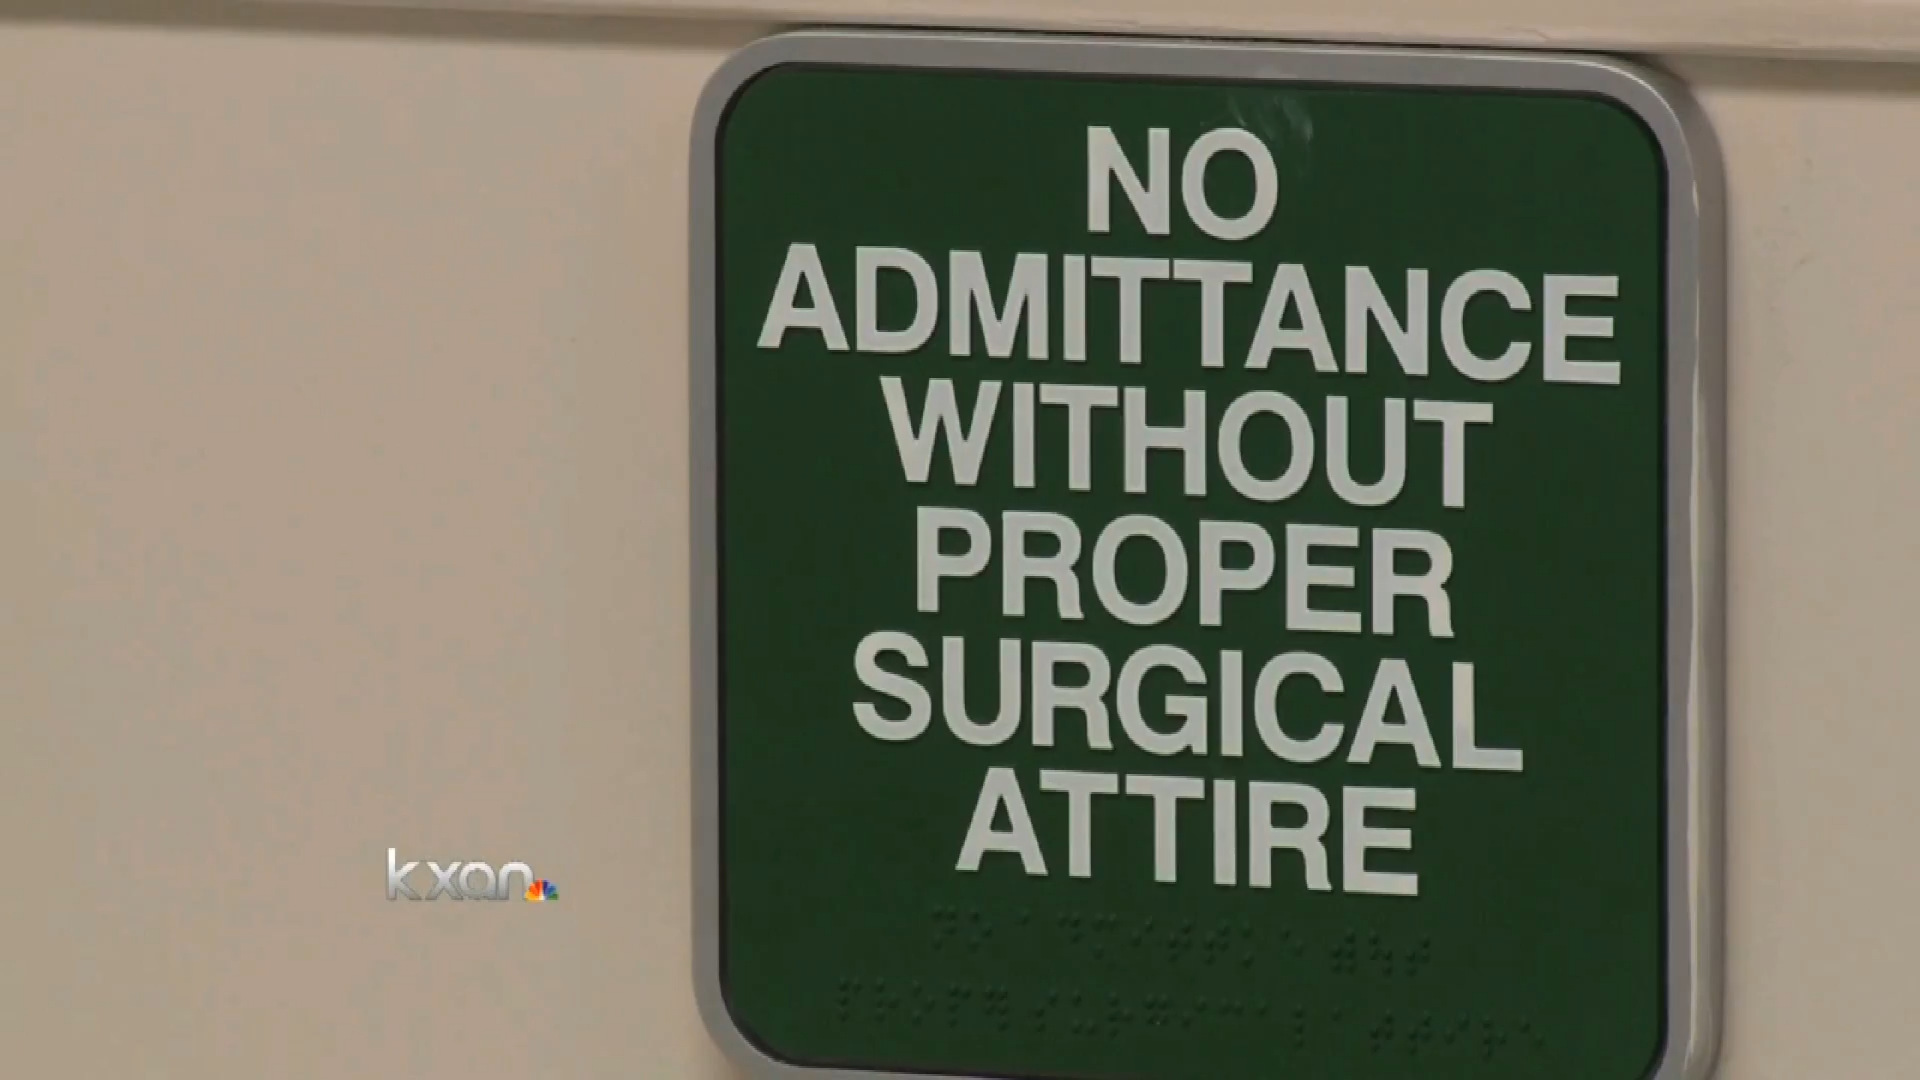 NO
ADMITTANCE
WITHOUT
PROPER
SURGICAL
ATTIRE
kxan